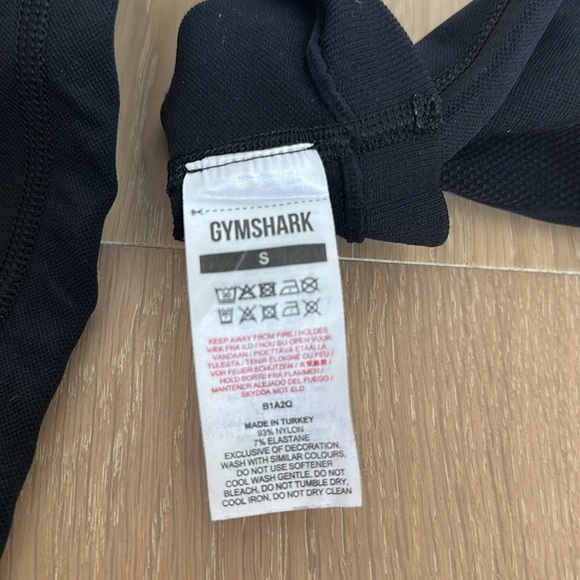 GYMSHARK
S
KEEP AWAY FROM FIRE / HOLDES
VÆK FRA ILD / HOU BIJ OPEN VUUR
VANDAAN / PIDETTÄVÄ ETÄÄLLÄ
TULESTA / TENIR ÉLOIGNÉ DU FEU /
VOR FEUER SCHÜTZEN /
HOLD BORTE FRA FLAMMER /
MANTENER ALEJADO DEL FUEGO /
SKYDDA MOT ELD
B1A2Q
MADE IN TURKEY
93% NYLON
7% ELASTANE
EXCLUSIVE OF DECORATION.
WASH WITH SIMILAR COLOURS,
DO NOT USE SOFTENER
COOL WASH GENTLE, DO NOT
BLEACH, DO NOT TUMBLE DRY,
COOL IRON, DO NOT DRY CLEAN